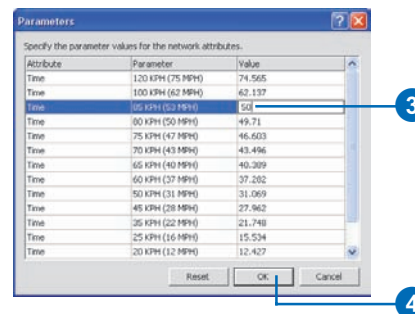 Parameters
Specify the parameter values for the network attributes.
Attribute Parameter Value
Time 120 KPH (75 MPH) 74.565
Time 100 KPH (62 MPH) 62.137
Time 85 KPH (53 MPH) 50
3
Time 80 KPH (50 MPH) 49.71
Time 75 KPH (47 MPH) 46.603
Time 70 KPH (43 MPH) 43.496
Time 65 KPH (40 MPH) 40.389
Time 60 KPH (37 MPH) 37.282
Time 50 KPH (31 MPH) 31.069
Time 45 KPH (28 MPH) 27.962
Time 35 KPH (22 MPH) 21.748
Time 25 KPH (16 MPH) 15.534
Time 20 KPH (12 MPH) 12.427
Reset OK Cancel
4